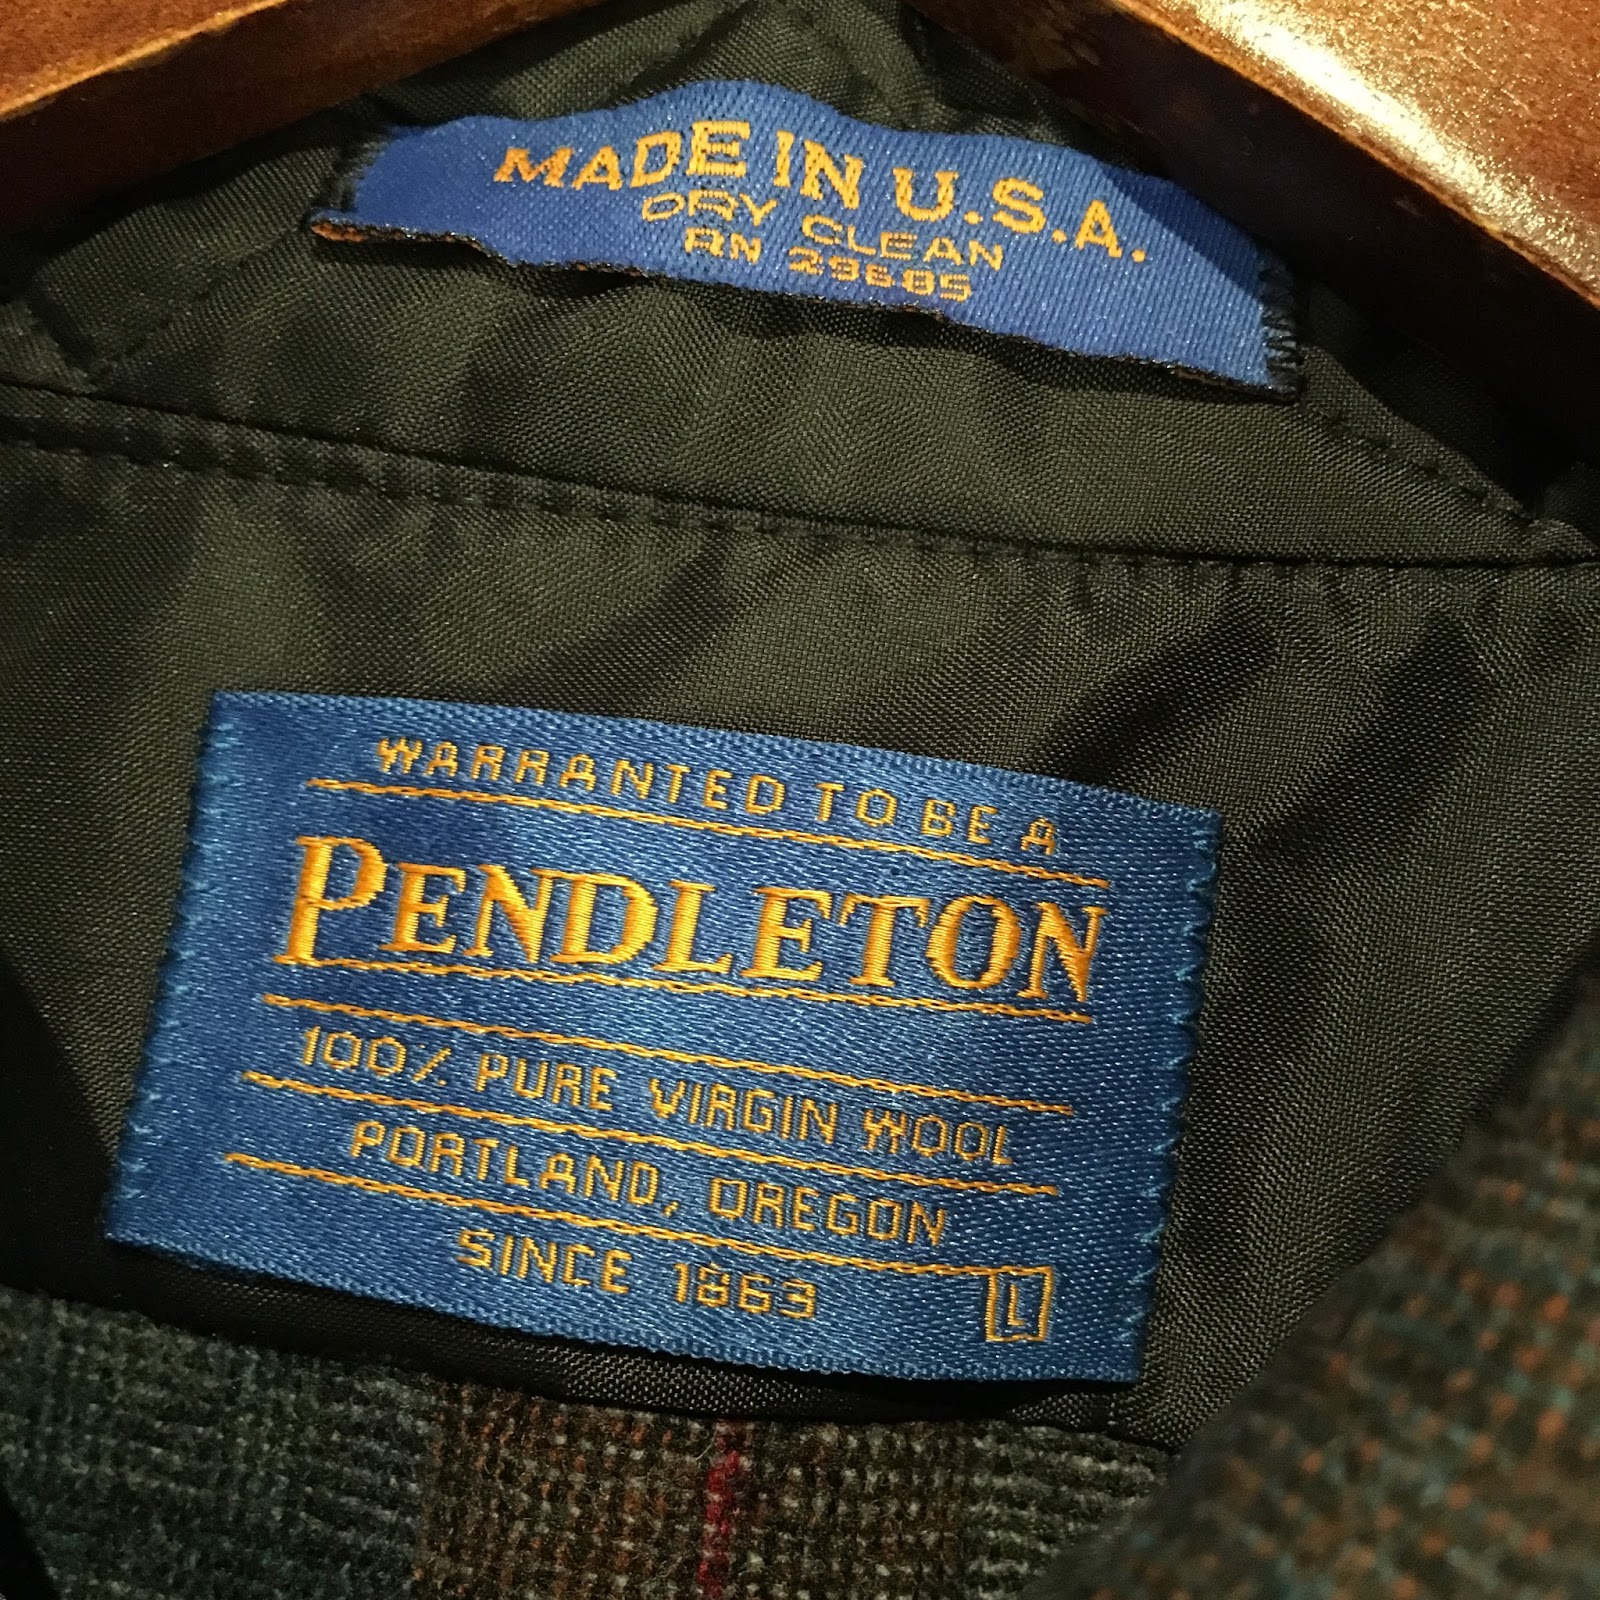 MADE IN U.S.A.
DRY CLEAN
RN 29685
WARRANTED TO BE A
PENDLETON
100% PURE VIRGIN WOOL
PORTLAND, OREGON
SINCE 1863
L